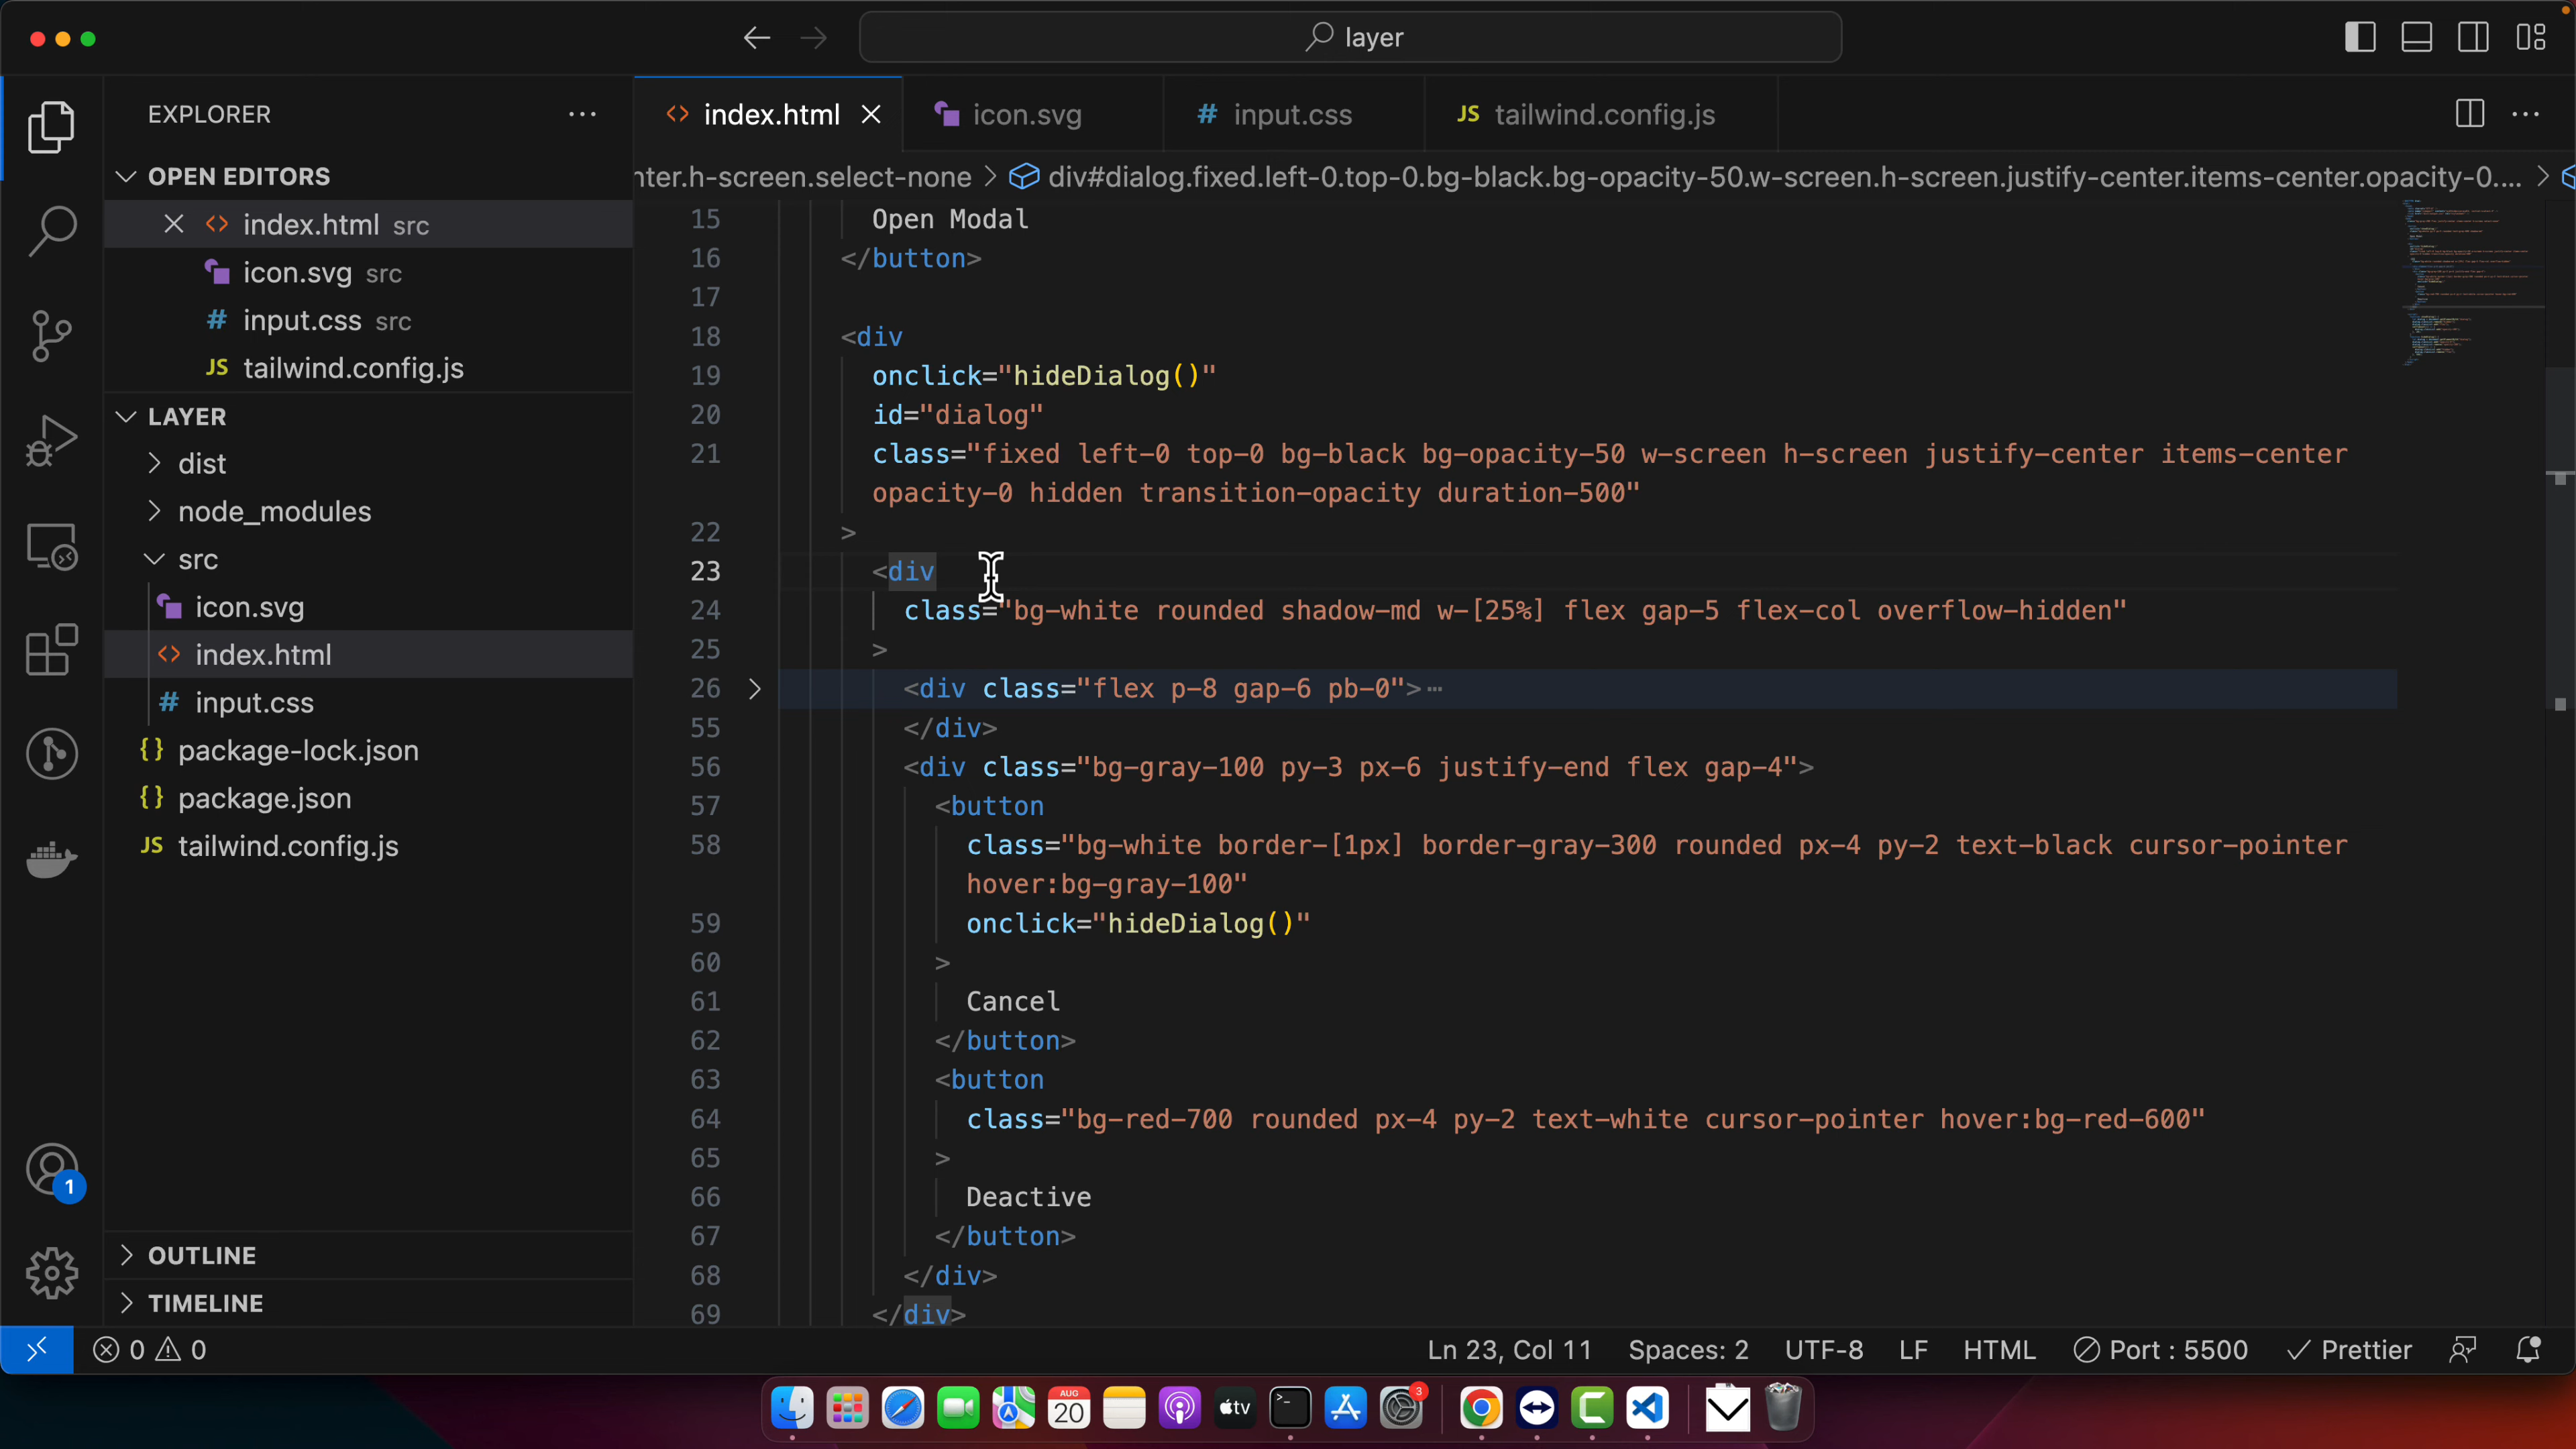 layer
EXPLORER
index.html
icon.svg
input.css
JS tailwind.config.js
OPEN EDITORS
nter.h-screen.select-none > div#dialog.fixed.left-0.top-0.bg-black.bg-opacity-50.w-screen.h-screen.justify-center.items-center.opacity-0.... >
index.html src
icon.svg src
# input.css src
JS tailwind.config.js
LAYER
dist
node_modules
src
icon.svg
index.html
# input.css
{} package-lock.json
{} package.json
JS tailwind.config.js
OUTLINE
TIMELINE
15 Open Modal
16 </button>
17
18 <div
19 onclick="hideDialog()"
20 id="dialog"
21 class="fixed left-0 top-0 bg-black bg-opacity-50 w-screen h-screen justify-center items-center
opacity-0 hidden transition-opacity duration-500"
22 >
23 <div
24 class="bg-white rounded shadow-md w-[25%] flex gap-5 flex-col overflow-hidden"
25 >
26 <div class="flex p-8 gap-6 pb-0">…
55 </div>
56 <div class="bg-gray-100 py-3 px-6 justify-end flex gap-4">
57 <button
58 class="bg-white border-[1px] border-gray-300 rounded px-4 py-2 text-black cursor-pointer
hover:bg-gray-100"
59 onclick="hideDialog()"
60 >
61 Cancel
62 </button>
63 <button
64 class="bg-red-700 rounded px-4 py-2 text-white cursor-pointer hover:bg-red-600"
65 >
66 Deactive
67 </button>
68 </div>
69 </div>
1
0 0
Ln 23, Col 11 Spaces: 2 UTF-8 LF HTML Port : 5500 Prettier
AUG
20
tv
3